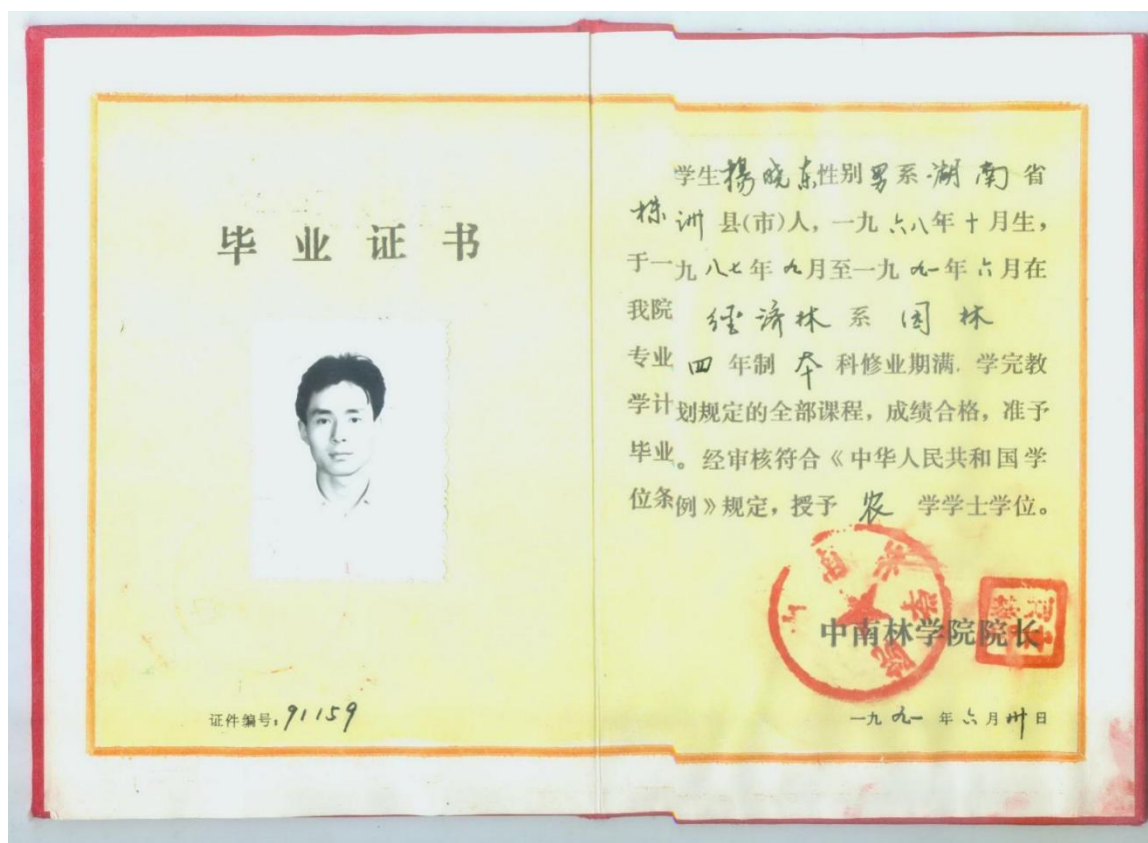 毕业证书
证件编号：91159
学生楊晓东性别男系湖南省
株洲县(市)人，一九六八年十月生，
于一九八七年九月至一九九一年六月在
我院经济林系园林
专业四年制本科修业期满，学完教
学计划规定的全部课程，成绩合格，准予
毕业。经审核符合《中华人民共和国学
位条例》规定，授予农学学士学位。
中南林学院院长
一九九一年六月卅日